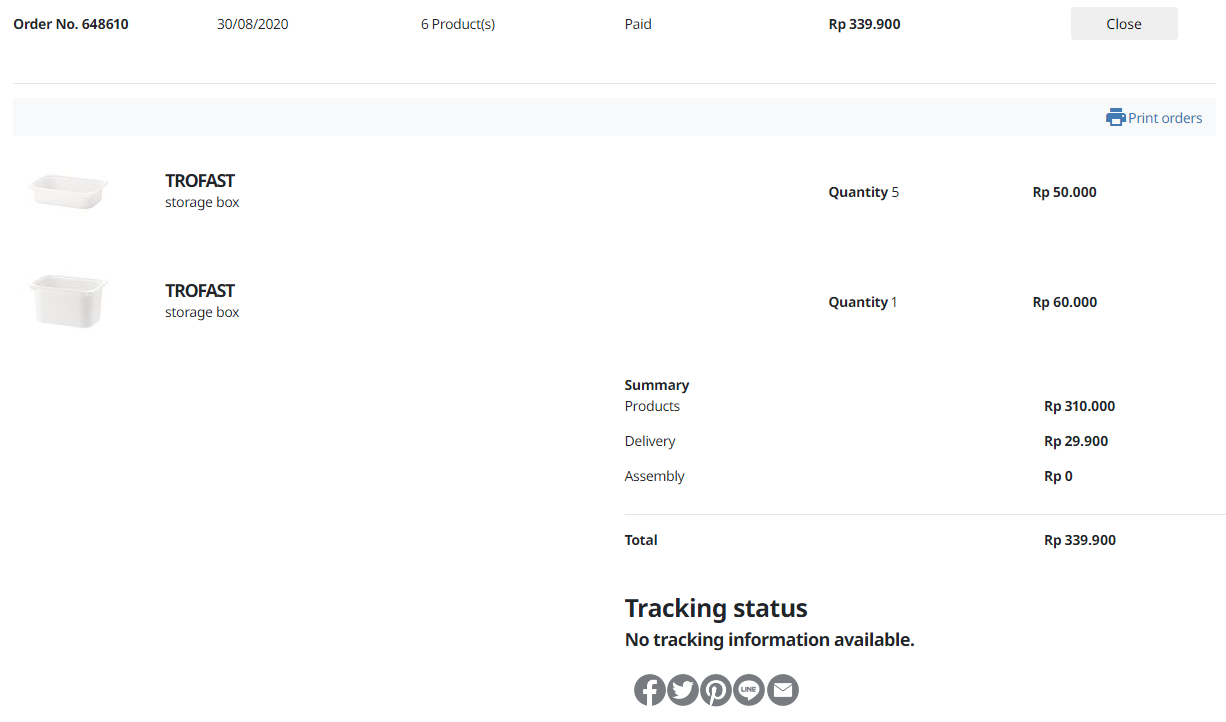 Order No. 648610 30/08/2020 6 Product(s) Paid Rp 339.900 Close
Print orders
TROFAST
storage box
Quantity 5 Rp 50.000
TROFAST
storage box
Quantity 1 Rp 60.000
Summary
Products Rp 310.000
Delivery Rp 29.900
Assembly Rp 0
Total Rp 339.900
Tracking status
No tracking information available.
LINE